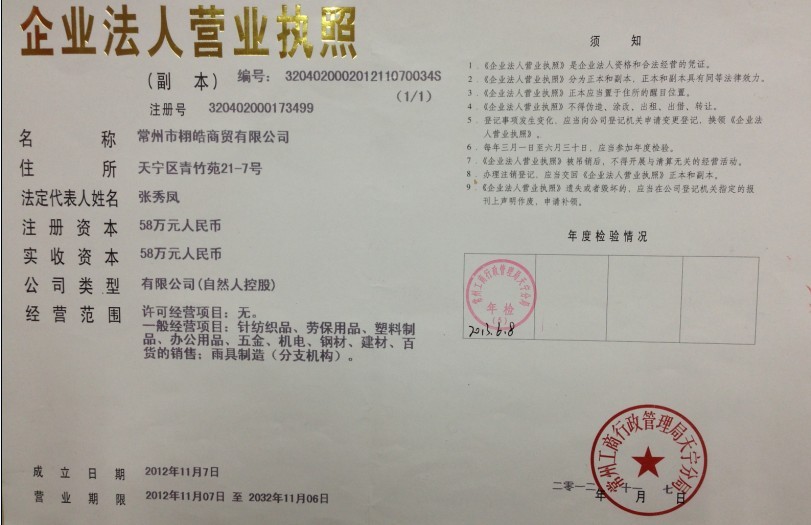 企业法人营业执照
(副 本) 编号: 320402000201211070034S
(1/1)
注册号 320402000173499
名 称 常州市栩皓商贸有限公司
住 所 天宁区青竹苑21-7号
法定代表人姓名 张秀凤
注 册 资 本 58万元人民币
实 收 资 本 58万元人民币
公 司 类 型 有限公司(自然人控股)
经 营 范 围 许可经营项目: 无。
一般经营项目: 针纺织品、劳保用品、塑料制
品、办公用品、五金、机电、钢材、建材、百
货的销售; 雨具制造 (分支机构) 。
成 立 日 期 2012年11月7日
营 业 期 限 2012年11月07日 至 2032年11月06日
须 知
1. 《企业法人营业执照》是企业法人资格和合法经营的凭证。
2. 《企业法人营业执照》分为正本和副本, 正本和副本具有同等法律效力。
3. 《企业法人营业执照》正本应当置于住所的醒目位置。
4. 《企业法人营业执照》不得伪造、涂改、出租、出借、转让。
5. 登记事项发生变化, 应当向公司登记机关申请变更登记, 换领《企业法
人营业执照》。
6. 每年三月一日至六月三十日, 应当参加年度检验。
7. 《企业法人营业执照》被吊销后, 不得开展与清算无关的经营活动。
8. 办理注销登记, 应当交回《企业法人营业执照》正本和副本。
9. 《企业法人营业执照》遗失或者毁坏的, 应当在公司登记机关指定的报
刊上声明作废, 申请补领。
年度检验情况
常州工商行政管理局天宁分局
年检
(5)
2013.6.8
常州工商行政管理局天宁分局
二零一二 年 十一 月 七 日